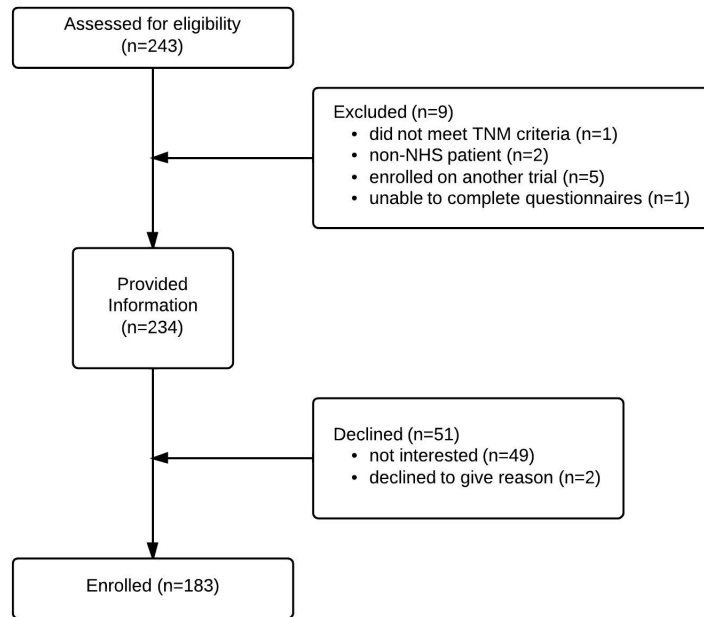 Assessed for eligibility
(n=243)
Excluded (n=9)
• did not meet TNM criteria (n=1)
• non-NHS patient (n=2)
• enrolled on another trial (n=5)
• unable to complete questionnaires (n=1)
Provided
Information
(n=234)
Declined (n=51)
• not interested (n=49)
• declined to give reason (n=2)
Enrolled (n=183)